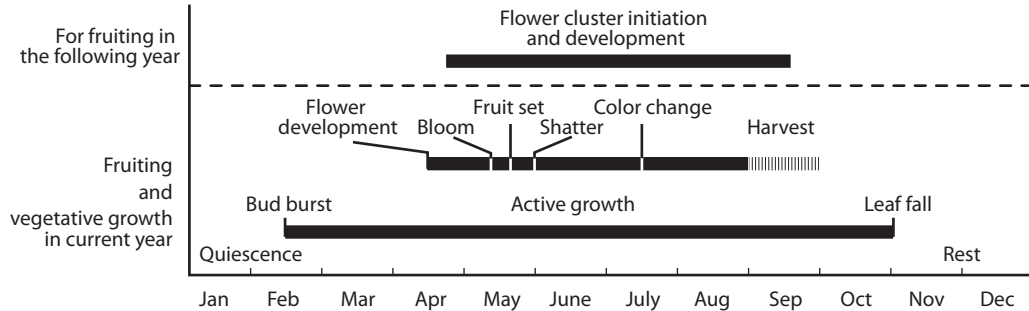 For fruiting in
the following year
Flower cluster initiation
and development
Flower
development
Bloom
Fruit set
Shatter
Color change
Harvest
Fruiting
and
vegetative growth
in current year
Bud burst
Active growth
Leaf fall
Quiescence
Rest
Jan Feb Mar Apr May June July Aug Sep Oct Nov Dec